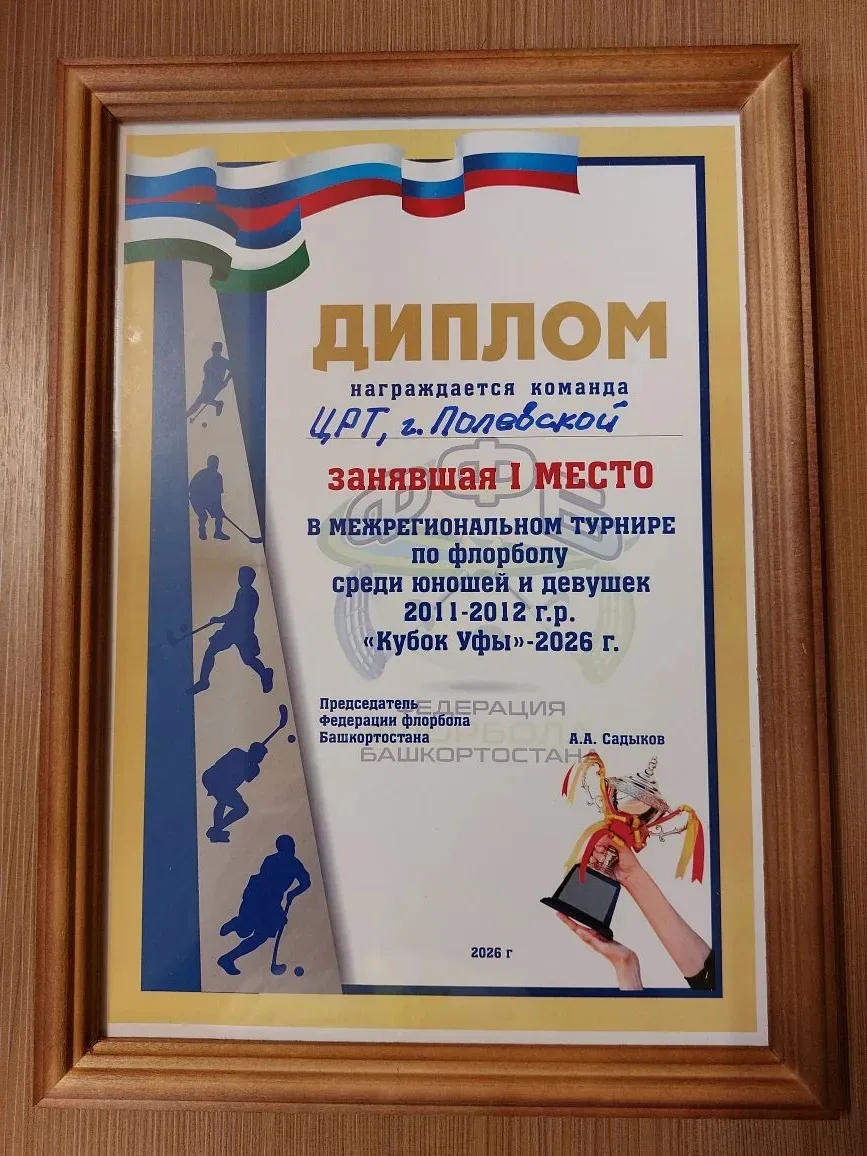 ДИПЛОМ
награждается команда
ЦРТ, г. Полевской
занявшая I МЕСТО
ФФБ
В МЕЖРЕГИОНАЛЬНОМ ТУРНИРЕ
по флорболу
среди юношей и девушек
2011-2012 г.р.
«Кубок Уфы»-2026 г.
Председатель
Федерации флорбола
Башкортостана
А.А. Садыков
ФЕДЕРАЦИЯ
ФЛОРБОЛА
БАШКОРТОСТАНА
2026 г